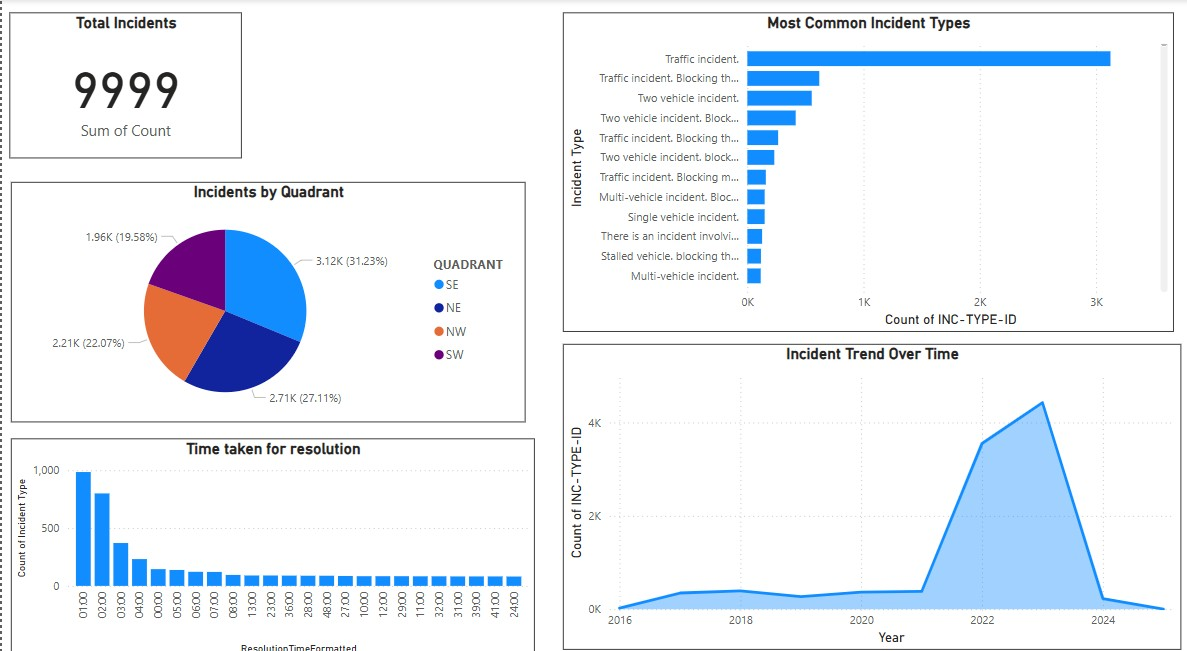 Total Incidents
9999
Sum of Count
Incidents by Quadrant
1.96K (19.58%)
3.12K (31.23%)
2.21K (22.07%)
2.71K (27.11%)
QUADRANT
SE
NE
NW
SW
Time taken for resolution
Count of Incident Type
1,000
500
0
01:00
02:00
03:00
04:00
00:00
05:00
06:00
07:00
08:00
13:00
23:00
36:00
28:00
48:00
27:00
10:00
12:00
29:00
11:00
32:00
31:00
39:00
41:00
24:00
ResolutionTimeFormatted
Most Common Incident Types
Incident Type
Traffic incident.
Traffic incident. Blocking th...
Two vehicle incident.
Two vehicle incident. Block...
Traffic incident. Blocking th...
Two vehicle incident. block...
Traffic incident. Blocking m...
Multi-vehicle incident. Bloc...
Single vehicle incident.
There is an incident involvi...
Stalled vehicle. blocking th...
Multi-vehicle incident.
0K
1K
2K
3K
Count of INC-TYPE-ID
Incident Trend Over Time
Count of INC-TYPE-ID
4K
2K
0K
2016
2018
2020
2022
2024
Year